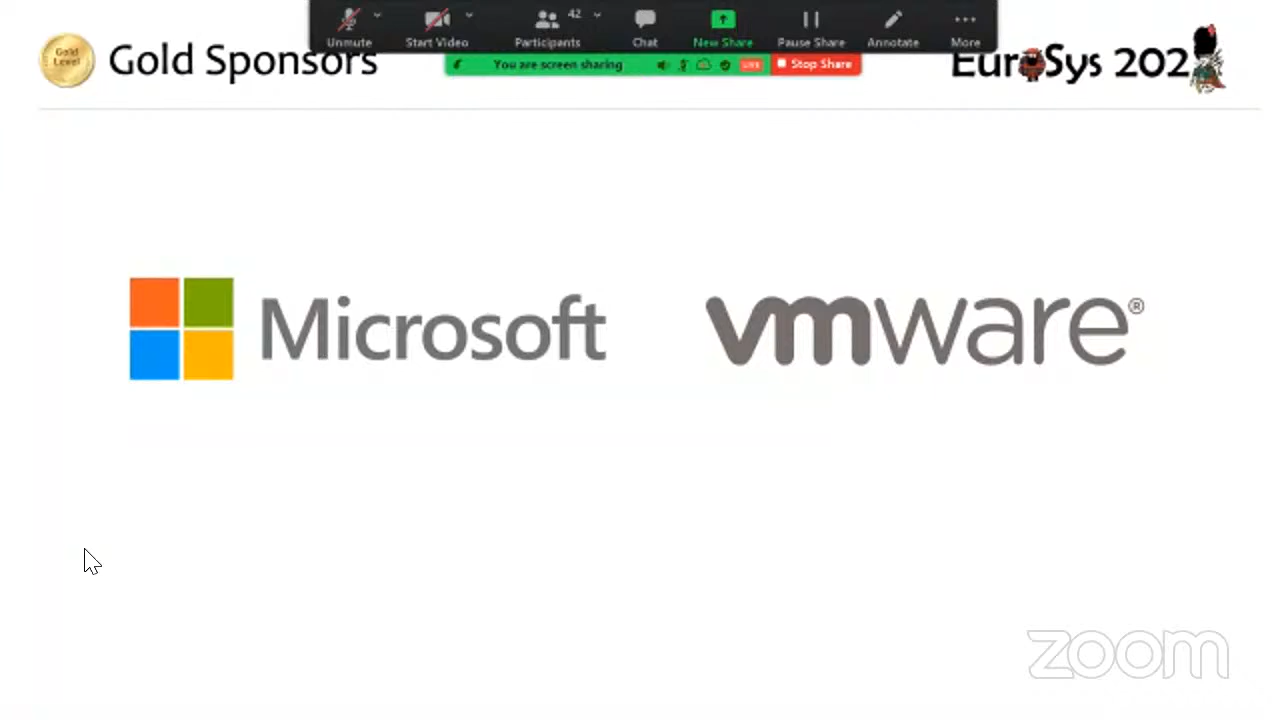 Unmute
Start Video
42
Participants
Chat
New Share
Pause Share
Annotate
More
You are screen sharing
LIVE
Stop Share
Gold Level
Gold Sponsors
EuroSys 202
Microsoft
vmware®
zoom